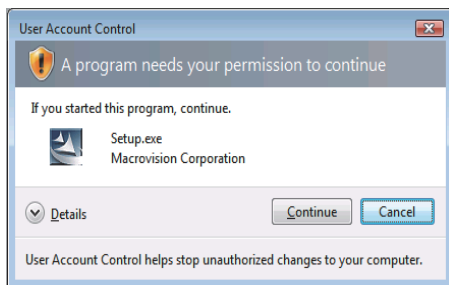 User Account Control
A program needs your permission to continue
If you started this program, continue.
Setup.exe
Macrovision Corporation
Details
Continue
Cancel
User Account Control helps stop unauthorized changes to your computer.